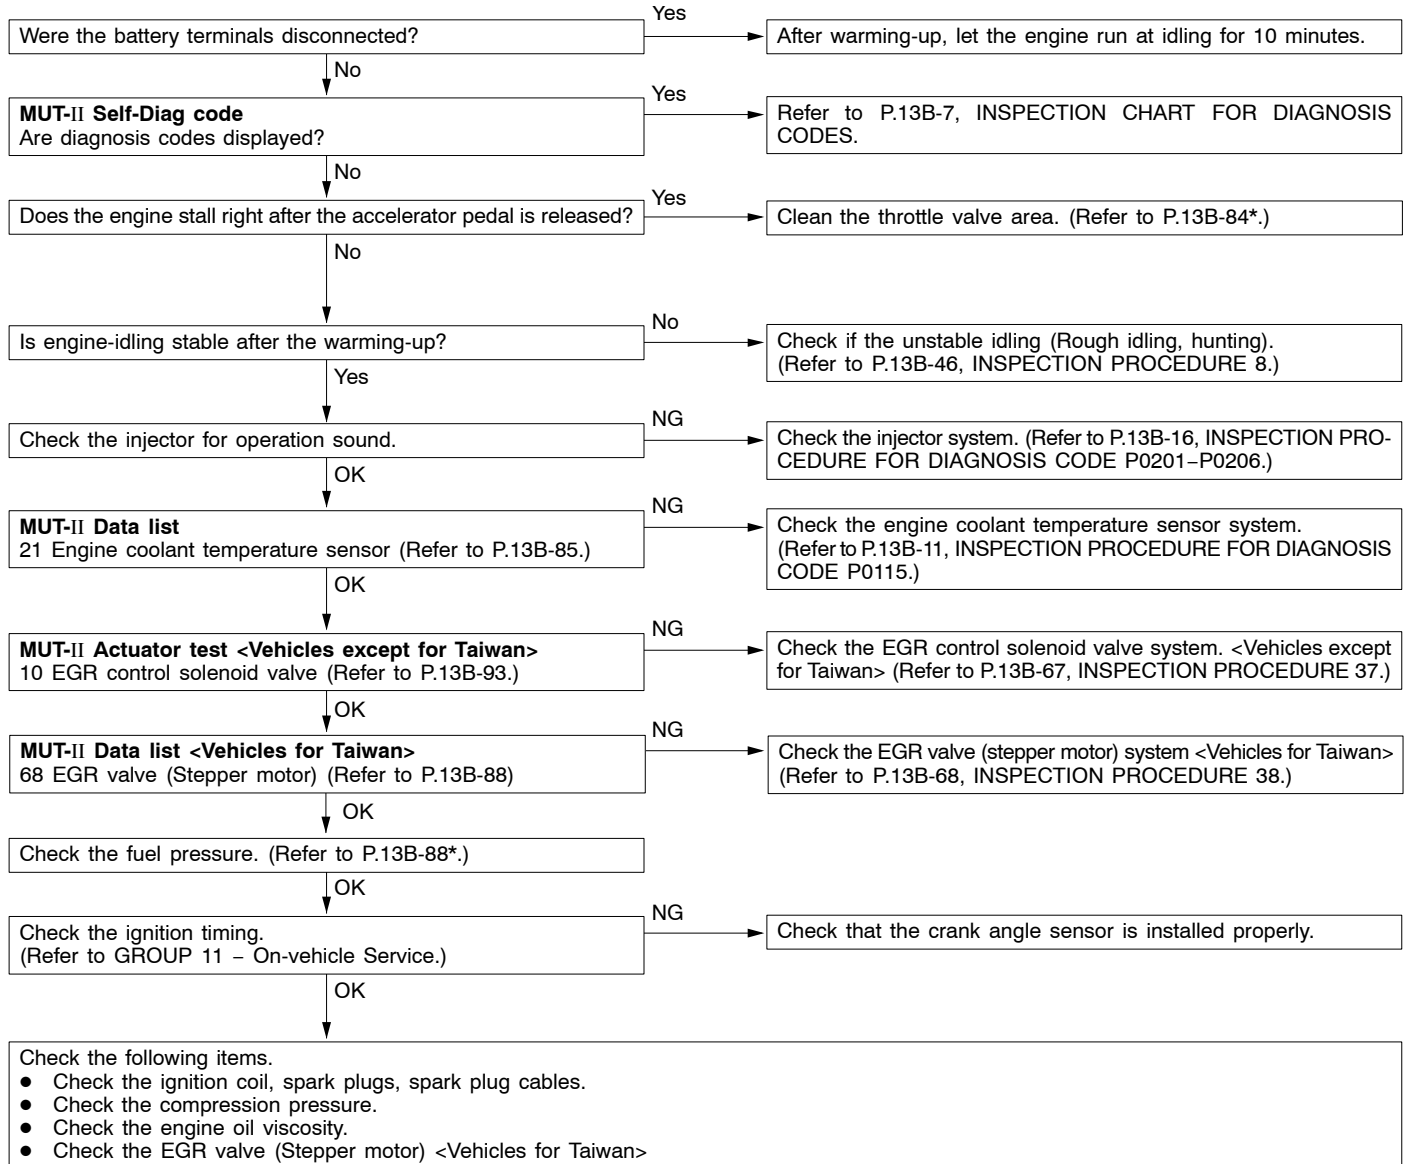 Yes
Were the battery terminals disconnected?
After warming-up, let the engine run at idling for 10 minutes.
No
Yes
MUT-II Self-Diag code
Are diagnosis codes displayed?
Refer to P.13B-7, INSPECTION CHART FOR DIAGNOSIS
CODES.
No
Yes
Does the engine stall right after the accelerator pedal is released?
Clean the throttle valve area. (Refer to P.13B-84*.)
No
No
Is engine-idling stable after the warming-up?
Check if the unstable idling (Rough idling, hunting).
(Refer to P.13B-46, INSPECTION PROCEDURE 8.)
Yes
NG
Check the injector for operation sound.
Check the injector system. (Refer to P.13B-16, INSPECTION PRO-
CEDURE FOR DIAGNOSIS CODE P0201–P0206.)
OK
NG
MUT-II Data list
21 Engine coolant temperature sensor (Refer to P.13B-85.)
Check the engine coolant temperature sensor system.
(Refer to P.13B-11, INSPECTION PROCEDURE FOR DIAGNOSIS
CODE P0115.)
OK
NG
MUT-II Actuator test <Vehicles except for Taiwan>
10 EGR control solenoid valve (Refer to P.13B-93.)
Check the EGR control solenoid valve system. <Vehicles except
for Taiwan> (Refer to P.13B-67, INSPECTION PROCEDURE 37.)
OK
NG
MUT-II Data list <Vehicles for Taiwan>
68 EGR valve (Stepper motor) (Refer to P.13B-88)
Check the EGR valve (stepper motor) system <Vehicles for Taiwan>
(Refer to P.13B-68, INSPECTION PROCEDURE 38.)
OK
Check the fuel pressure. (Refer to P.13B-88*.)
OK
NG
Check the ignition timing.
(Refer to GROUP 11 – On-vehicle Service.)
Check that the crank angle sensor is installed properly.
OK
Check the following items.
● Check the ignition coil, spark plugs, spark plug cables.
● Check the compression pressure.
● Check the engine oil viscosity.
● Check the EGR valve (Stepper motor) <Vehicles for Taiwan>